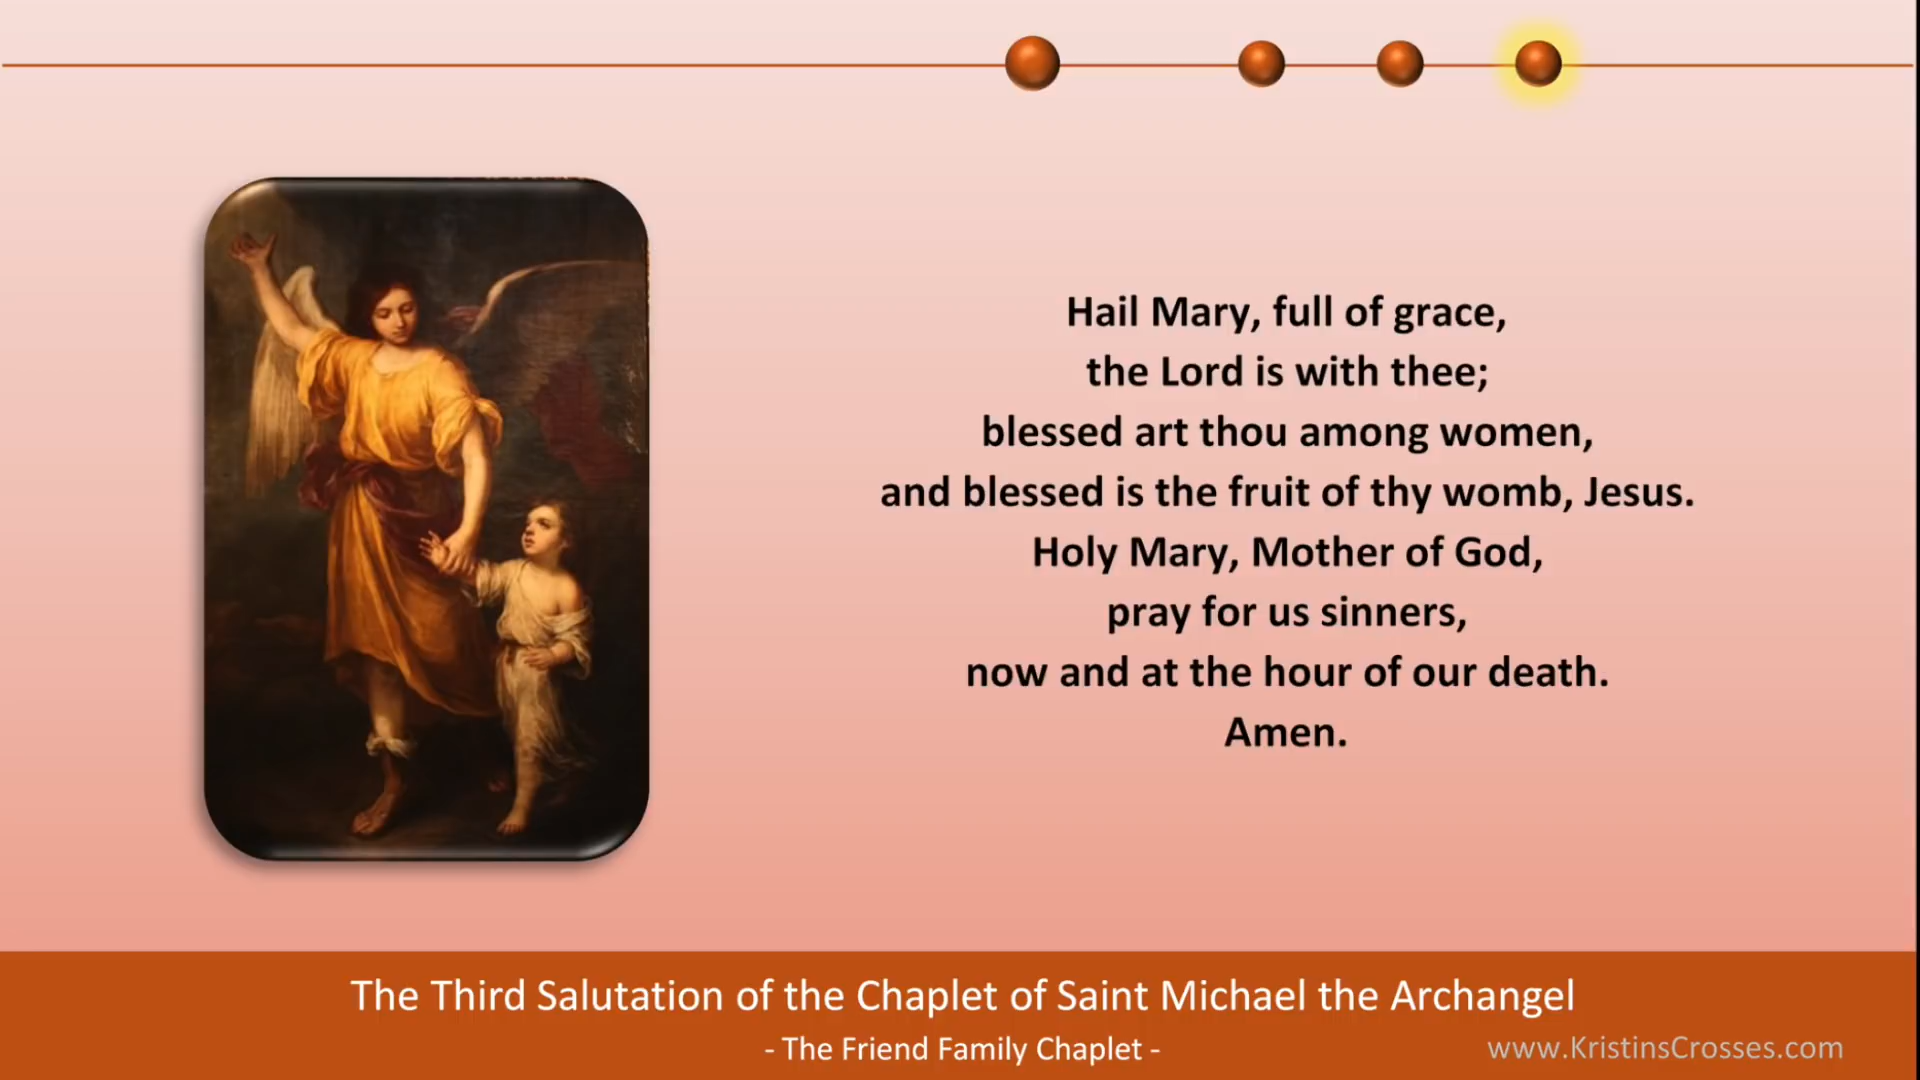 Hail Mary, full of grace,
the Lord is with thee;
blessed art thou among women,
and blessed is the fruit of thy womb, Jesus.
Holy Mary, Mother of God,
pray for us sinners,
now and at the hour of our death.
Amen.
The Third Salutation of the Chaplet of Saint Michael the Archangel
- The Friend Family Chaplet -
www.KristinsCrosses.com